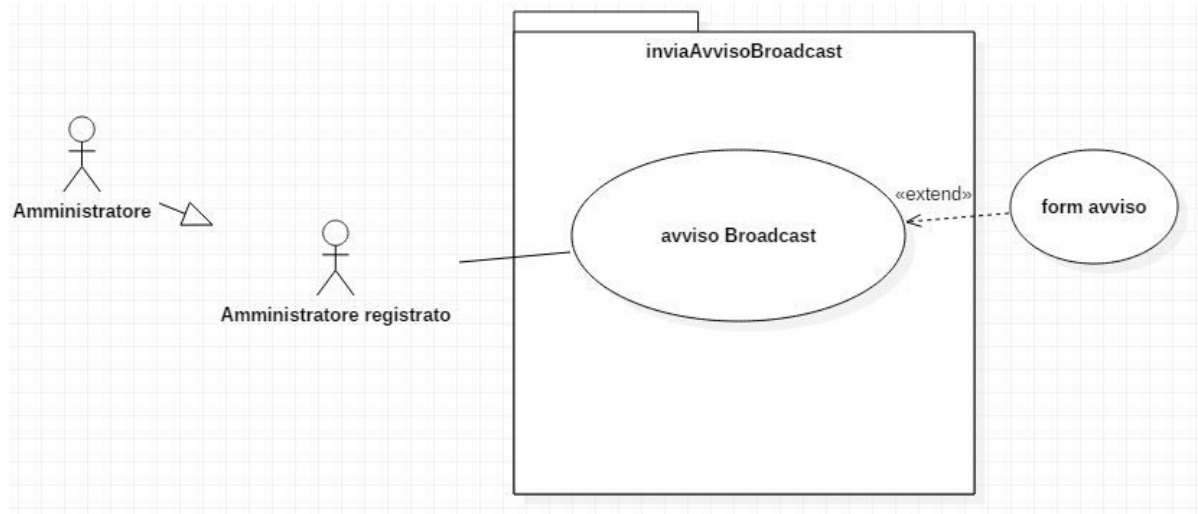 inviaAvvisoBroadcast
Amministratore
Amministratore registrato
avviso Broadcast
«extend»
form avviso